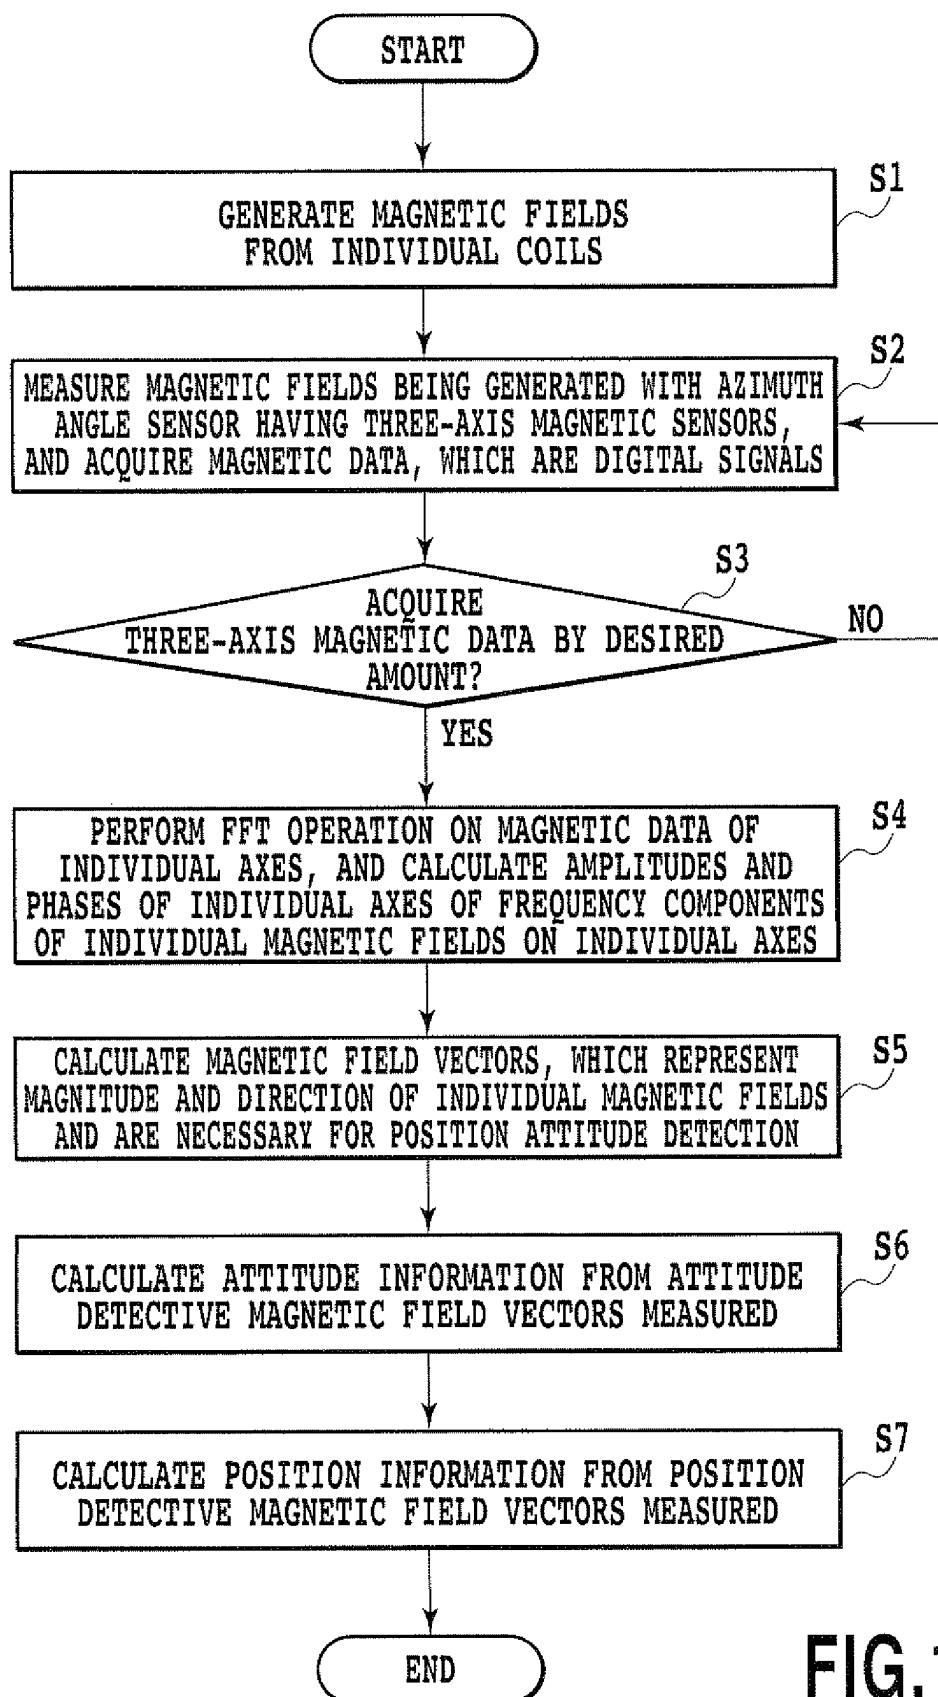 START
S1
GENERATE MAGNETIC FIELDS
FROM INDIVIDUAL COILS
S2
MEASURE MAGNETIC FIELDS BEING GENERATED WITH AZIMUTH
ANGLE SENSOR HAVING THREE-AXIS MAGNETIC SENSORS,
AND ACQUIRE MAGNETIC DATA, WHICH ARE DIGITAL SIGNALS
S3
ACQUIRE
THREE-AXIS MAGNETIC DATA BY DESIRED
AMOUNT?
NO
YES
S4
PERFORM FFT OPERATION ON MAGNETIC DATA OF
INDIVIDUAL AXES, AND CALCULATE AMPLITUDES AND
PHASES OF INDIVIDUAL AXES OF FREQUENCY COMPONENTS
OF INDIVIDUAL MAGNETIC FIELDS ON INDIVIDUAL AXES
S5
CALCULATE MAGNETIC FIELD VECTORS, WHICH REPRESENT
MAGNITUDE AND DIRECTION OF INDIVIDUAL MAGNETIC FIELDS
AND ARE NECESSARY FOR POSITION ATTITUDE DETECTION
S6
CALCULATE ATTITUDE INFORMATION FROM ATTITUDE
DETECTIVE MAGNETIC FIELD VECTORS MEASURED
S7
CALCULATE POSITION INFORMATION FROM POSITION
DETECTIVE MAGNETIC FIELD VECTORS MEASURED
END
FIG.